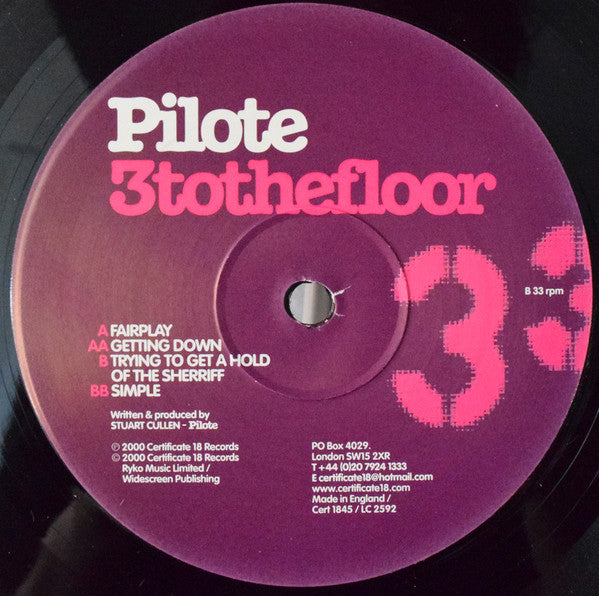 Pilote
3tothefloor
3 3
B 33 rpm
A FAIRPLAY
AA GETTING DOWN
B TRYING TO GET A HOLD
OF THE SHERRIFF
BB SIMPLE
Written & produced by
STUART CULLEN - Pilote
℗ 2000 Certificate 18 Records
© 2000 Certificate 18 Records
Ryko Music Limited /
Widescreen Publishing
PO Box 4029.
London SW15 2XR
T +44 (0)20 7924 1333
E certificate18@hotmail.com
www.certificate18.com
Made in England /
Cert 1845 / LC 2592